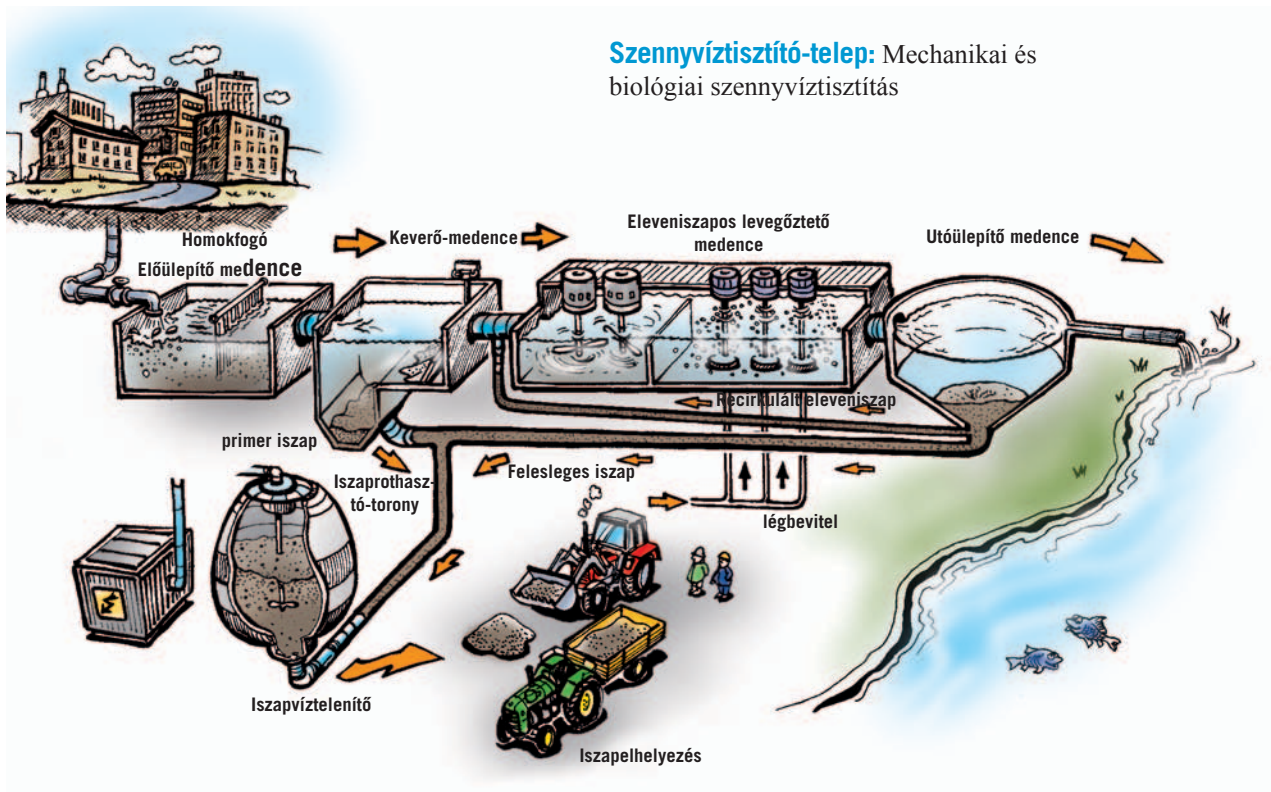 Szennyvíztisztító-telep: Mechanikai és
biológiai szennyvíztisztítás
Homokfogó
Keverő-medence
Eleveniszapos levegőztető
medence
Utóülepítő medence
Előülepítő medence
Recirkulált eleveniszap
primer iszap
Iszaprothasz-
tó-torony
Felesleges iszap
légbevitel
Iszapvíztelenítő
Iszapelhelyezés